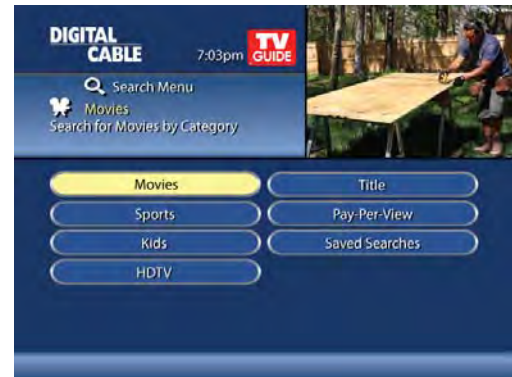 DIGITAL
CABLE
7:03pm
TV
GUIDE
Search Menu
Movies
Search for Movies by Category
Movies
Title
Sports
Pay-Per-View
Kids
Saved Searches
HDTV